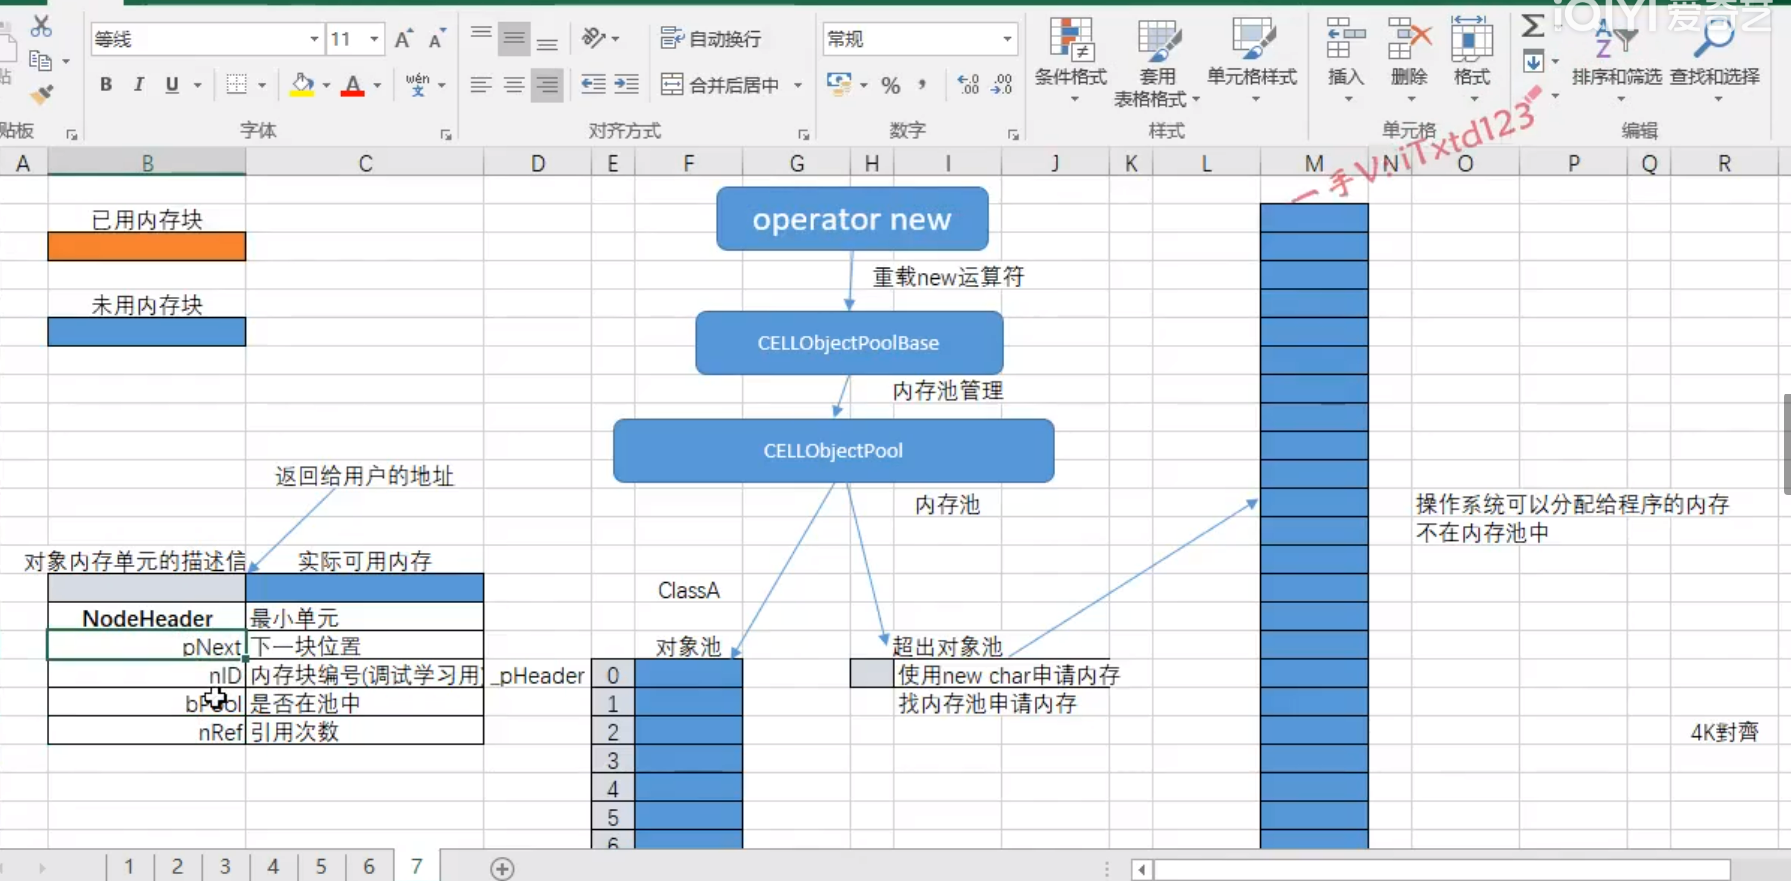 iQIYI 爱奇艺
等线 11 A A 自动换行 常规
条件格式 套用 表格格式 单元格样式 插入 删除 格式 排序和筛选 查找和选择
B I U A wén 文 合并后居中 % ,
贴板 字体 对齐方式 数字 样式 单元格 编辑
一手V:iTxtd123
A B C D E F G H I J K L M N O P Q R
operator new
已用内存块
重载new运算符
未用内存块
CELLObjectPoolBase
内存池管理
CELLObjectPool
返回给用户的地址
内存池
操作系统可以分配给程序的内存
不在内存池中
对象内存单元的描述信 实际可用内存
ClassA
NodeHeader 最小单元
pNext 下一块位置
对象池
超出对象池
nID 内存块编号(调试学习用) _pHeader 0
使用new char申请内存
bPool 是否在池中 1
找内存池申请内存
nRef 引用次数 2
4K對齊
3
4
5
6
1 2 3 4 5 6 7